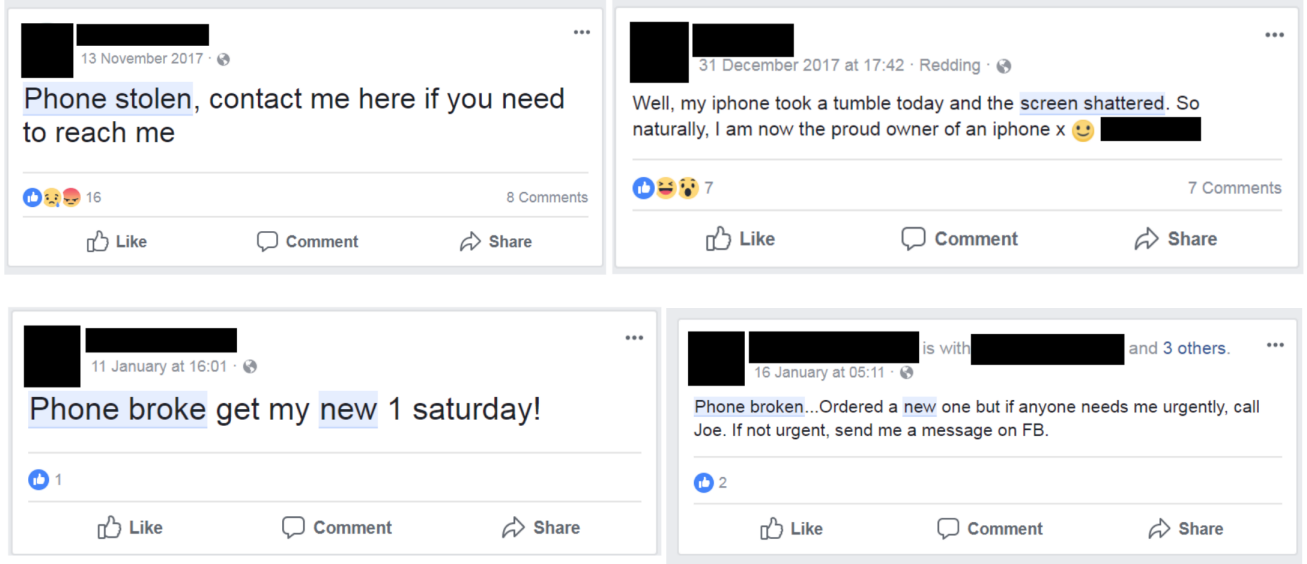 13 November 2017 ·
Phone stolen, contact me here if you need
to reach me
16
8 Comments
Like Comment Share
31 December 2017 at 17:42 · Redding ·
Well, my iphone took a tumble today and the screen shattered. So
naturally, I am now the proud owner of an iphone x
7
7 Comments
Like Comment Share
11 January at 16:01 ·
Phone broke get my new 1 saturday!
1
Like Comment Share
is with and 3 others.
16 January at 05:11 ·
Phone broken...Ordered a new one but if anyone needs me urgently, call
Joe. If not urgent, send me a message on FB.
2
Like Comment Share